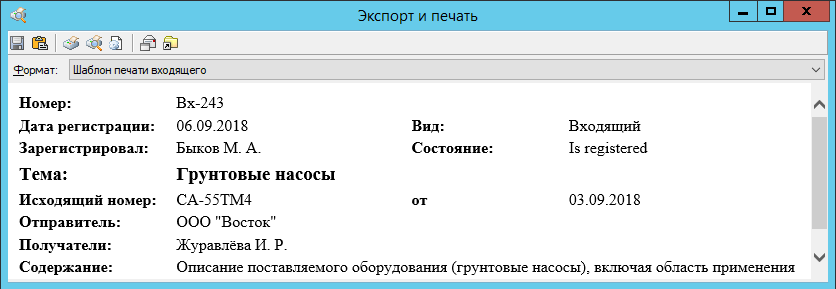 Экспорт и печать
Формат: Шаблон печати входящего
Номер: Вх-243
Дата регистрации: 06.09.2018 Вид: Входящий
Зарегистрировал: Быков М. А. Состояние: Is registered
Тема: Грунтовые насосы
Исходящий номер: СА-55ТМ4 от 03.09.2018
Отправитель: ООО "Восток"
Получатели: Журавлёва И. Р.
Содержание: Описание поставляемого оборудования (грунтовые насосы), включая область применения